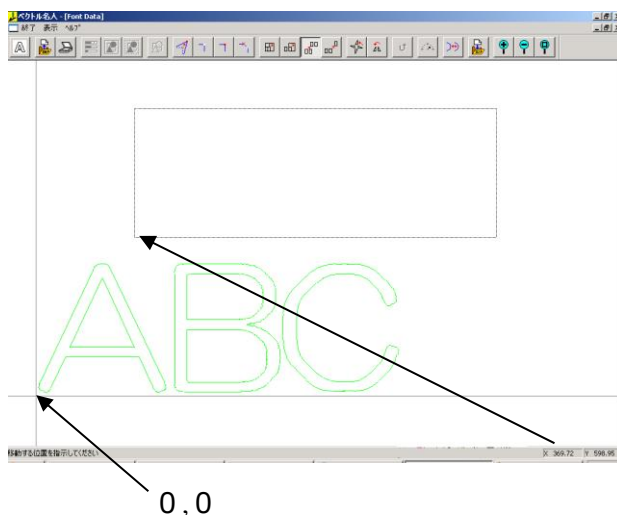 ベクトル名人 - [Font Data]
終了 表示 ヘルプ
A
ABC
移動する位置を指示してください X 369.72 Y 598.95
0,0